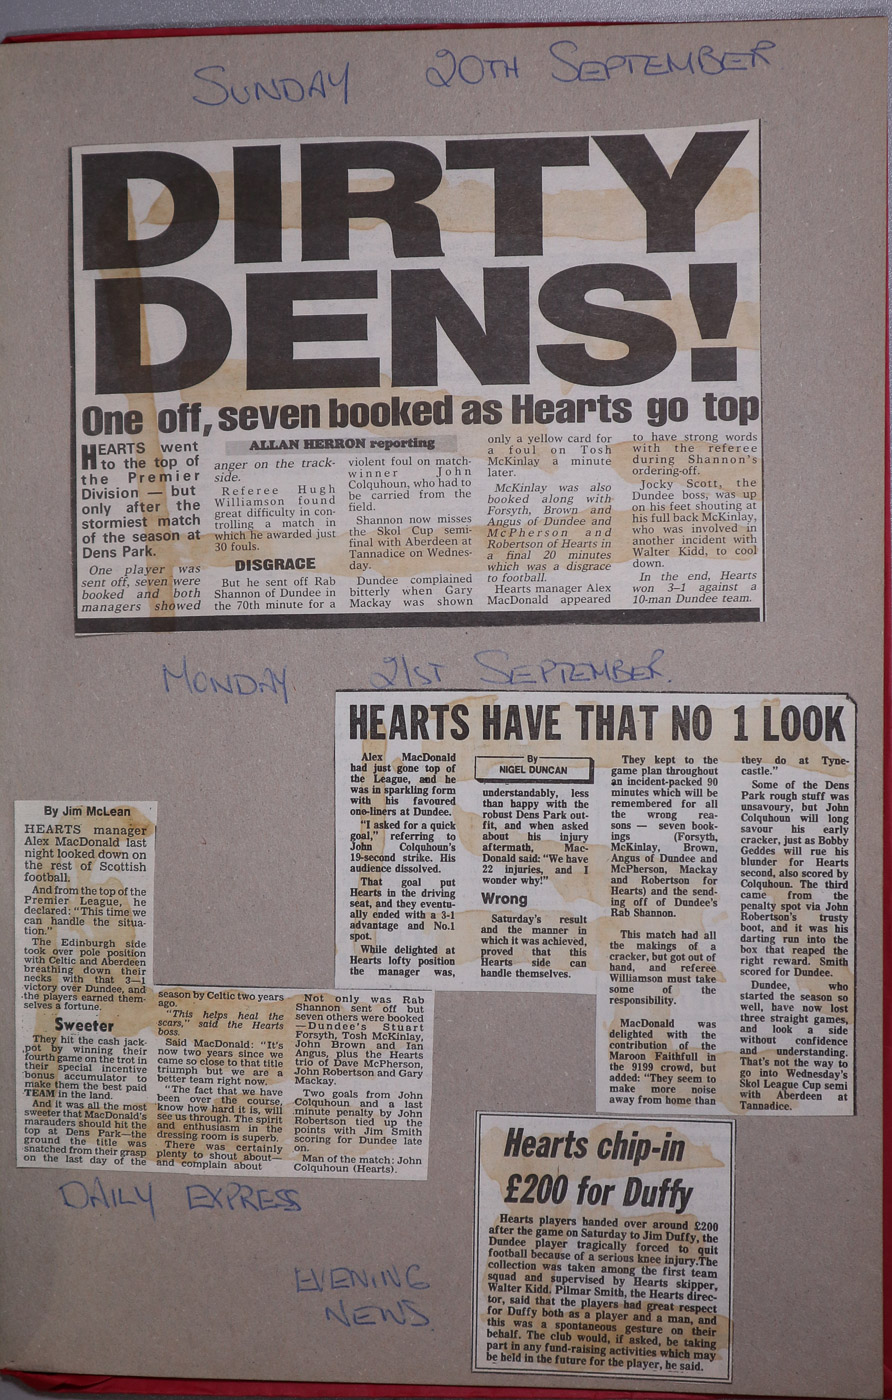 SUNDAY 20TH SEPTEMBER
DIRTY
DENS!
One off, seven booked as Hearts go top
HEARTS went
to the top of
the Premier
Division — but
only after the
stormiest match
of the season at
Dens Park.
One player was
sent off, seven were
booked and both
managers showed
ALLAN HERRON reporting
anger on the track-
side.
Referee Hugh
Williamson found
great difficulty in con-
trolling a match in
which he awarded just
30 fouls.
DISGRACE
But he sent off Rab
Shannon of Dundee in
the 70th minute for a
violent foul on match-
winner John
Colquhoun, who had to
be carried from the
field.
Shannon now misses
the Skol Cup semi-
final with Aberdeen at
Tannadice on Wednes-
day.
Dundee complained
bitterly when Gary
Mackay was shown
only a yellow card for
a foul on Tosh
McKinlay a minute
later.
McKinlay was also
booked along with
Forsyth, Brown and
Angus of Dundee and
McPherson and
Robertson of Hearts in
a final 20 minutes
which was a disgrace
to football.
Hearts manager Alex
MacDonald appeared
to have strong words
with the referee
during Shannon's
ordering-off.
Jocky Scott, the
Dundee boss, was up
on his feet shouting at
his full back McKinlay,
who was involved in
another incident with
Walter Kidd, to cool
down.
In the end, Hearts
won 3–1 against a
10-man Dundee team.
MONDAY 21ST SEPTEMBER.
HEARTS HAVE THAT NO 1 LOOK
Alex MacDonald
had just gone top of
the League, and he
was in sparkling form
with his favoured
one-liners at Dundee.
"I asked for a quick
goal," referring to
John Colquhoun's
19-second strike. His
audience dissolved.
That goal put
Hearts in the driving
seat, and they eventu-
ally ended with a 3-1
advantage and No.1
spot.
While delighted at
Hearts lofty position
the manager was,
By
NIGEL DUNCAN
understandably, less
than happy with the
robust Dens Park out-
fit, and when asked
about his injury
aftermath, Mac-
Donald said: "We have
22 injuries, and I
wonder why!"
Wrong
Saturday's result
and the manner in
which it was achieved,
proved that this
Hearts side can
handle themselves.
They kept to the
game plan throughout
an incident-packed 90
minutes which will be
remembered for all
the wrong rea-
sons — seven book-
ings (Forsyth,
McKinlay, Brown,
Angus of Dundee and
McPherson, Mackay
and Robertson for
Hearts) and the send-
ing off of Dundee's
Rab Shannon.
This match had all
the makings of a
cracker, but got out of
hand, and referee
Williamson must take
some of the
responsibility.
MacDonald was
delighted with the
contribution of the
Maroon Faithfull in
the 9199 crowd, but
added: "They seem to
make more noise
away from home than
they do at Tyne-
castle."
Some of the Dens
Park rough stuff was
unsavoury, but John
Colquhoun will long
savour his early
cracker, just as Bobby
Geddes will rue his
blunder for Hearts
second, also scored by
Colquhoun. The third
came from the
penalty spot via John
Robertson's trusty
boot, and it was his
darting run into the
box that reaped the
right reward. Smith
scored for Dundee.
Dundee, who
started the season so
well, have now lost
three straight games,
and look a side
without confidence
and understanding.
That's not the way to
go into Wednesday's
Skol League Cup semi
with Aberdeen at
Tannadice.
By Jim McLean
HEARTS manager
Alex MacDonald last
night looked down on
the rest of Scottish
football.
And from the top of the
Premier League, he
declared: "This time we
can handle the situa-
tion."
The Edinburgh side
took over pole position
with Celtic and Aberdeen
breathing down their
necks with that 3—1
victory over Dundee, and
the players earned them-
selves a fortune.
Sweeter
They hit the cash jack-
pot by winning their
fourth game on the trot in
their special incentive
bonus accumulator to
make them the best paid
TEAM in the land.
And it was all the most
sweeter that MacDonald's
marauders should hit the
top at Dens Park—the
ground the title was
snatched from their grasp
on the last day of the
season by Celtic two years
ago.
"This helps heal the
scars," said the Hearts
boss.
Said MacDonald: "It's
now two years since we
came so close to that title
triumph but we are a
better team right now.
"The fact that we have
been over the course,
know how hard it is, will
see us through. The spirit
and enthusiasm in the
dressing room is superb.
There was certainly
plenty to shout about—
and complain about
Not only was Rab
Shannon sent off but
seven others were booked
—Dundee's Stuart
Forsyth, Tosh McKinlay,
John Brown and Ian
Angus, plus the Hearts
trio of Dave McPherson,
John Robertson and Gary
Mackay.
Two goals from John
Colquhoun and a last
minute penalty by John
Robertson tied up the
points with Jim Smith
scoring for Dundee late
on.
Man of the match: John
Colquhoun (Hearts).
DAILY EXPRESS
Hearts chip-in
£200 for Duffy
Hearts players handed over around £200
after the game on Saturday to Jim Duffy, the
Dundee player tragically forced to quit
football because of a serious knee injury.The
collection was taken among the first team
squad and supervised by Hearts skipper,
Walter Kidd. Pilmar Smith, the Hearts direc-
tor, said that the players had great respect
for Duffy both as a player and a man, and
this was a spontaneous gesture on their
behalf. The club would, if asked, be taking
part in any fund-raising activities which may
be held in the future for the player, he said.
EVENING
NEWS.